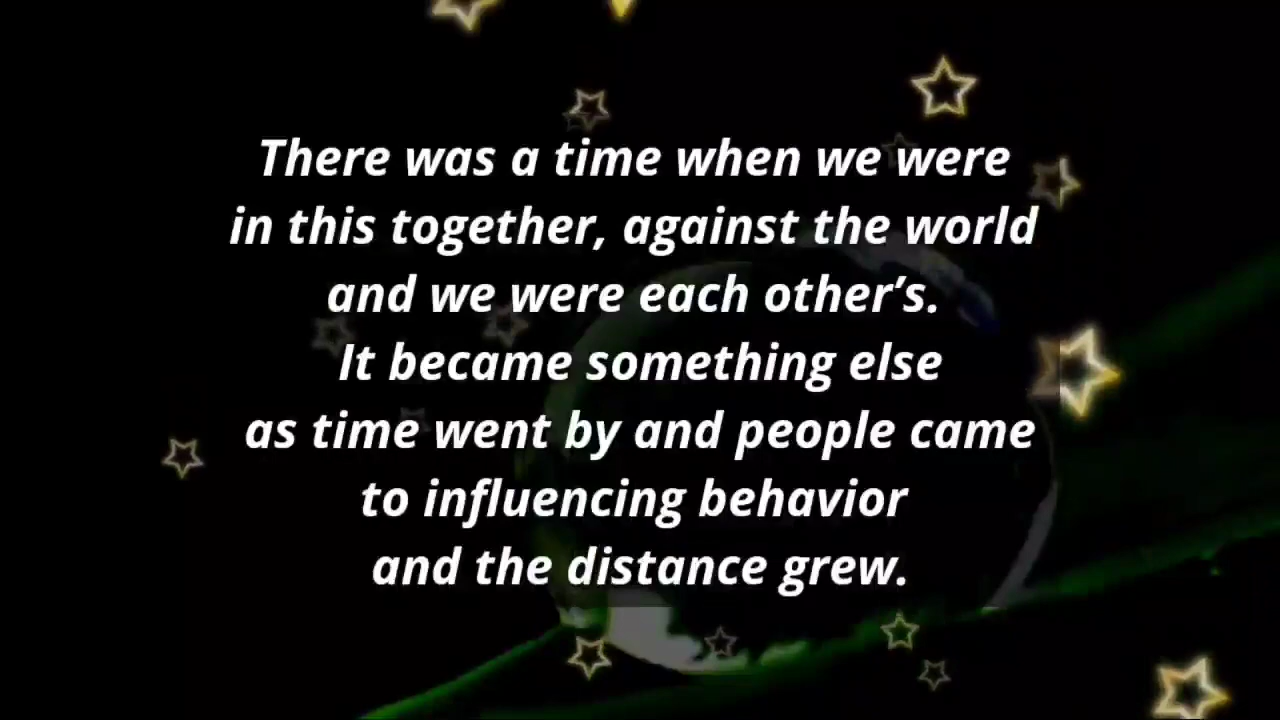 There was a time when we were
in this together, against the world
and we were each other’s.
It became something else
as time went by and people came
to influencing behavior
and the distance grew.